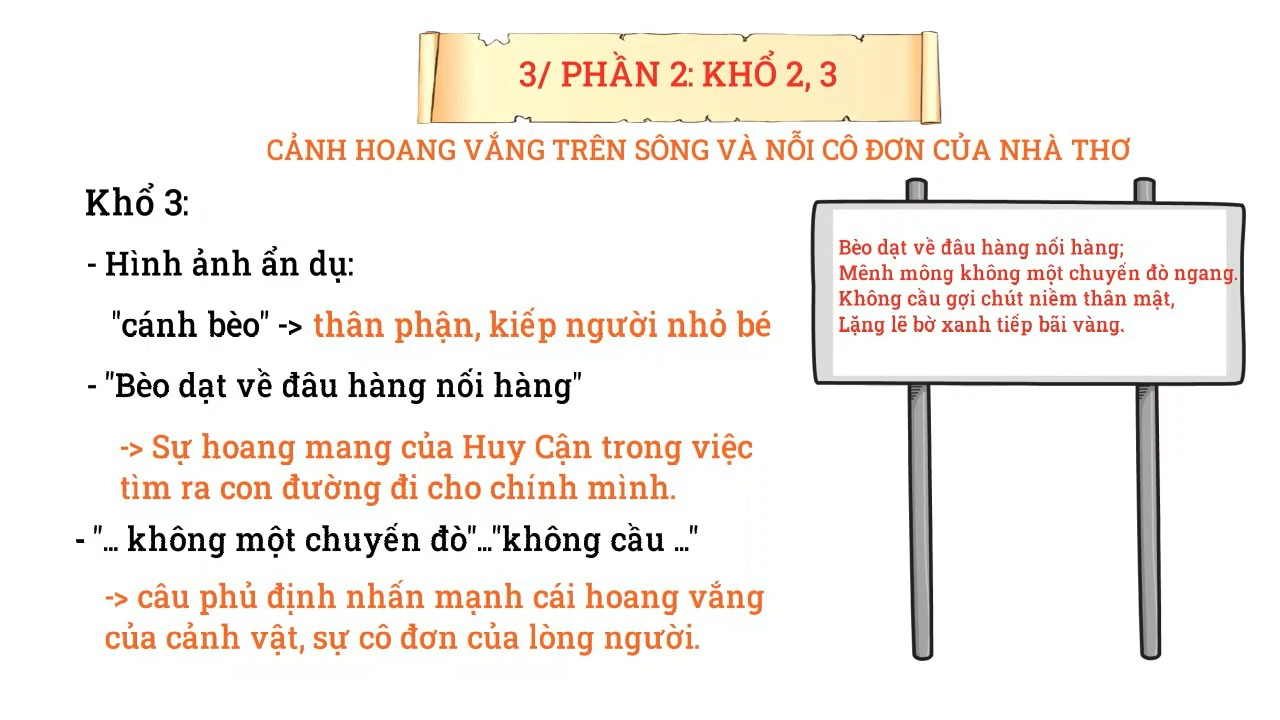 3/ PHẦN 2: KHỔ 2, 3
CẢNH HOANG VẮNG TRÊN SÔNG VÀ NỖI CÔ ĐƠN CỦA NHÀ THƠ
Khổ 3:
- Hình ảnh ẩn dụ:
"cánh bèo" -> thân phận, kiếp người nhỏ bé
- "Bèo dạt về đâu hàng nối hàng"
-> Sự hoang mang của Huy Cận trong việc
tìm ra con đường đi cho chính mình.
- "... không một chuyến đò"..."không cầu ..."
-> câu phủ định nhấn mạnh cái hoang vắng
của cảnh vật, sự cô đơn của lòng người.
Bèo dạt về đâu hàng nối hàng;
Mênh mông không một chuyến đò ngang.
Không cầu gợi chút niềm thân mật,
Lặng lẽ bờ xanh tiếp bãi vàng.